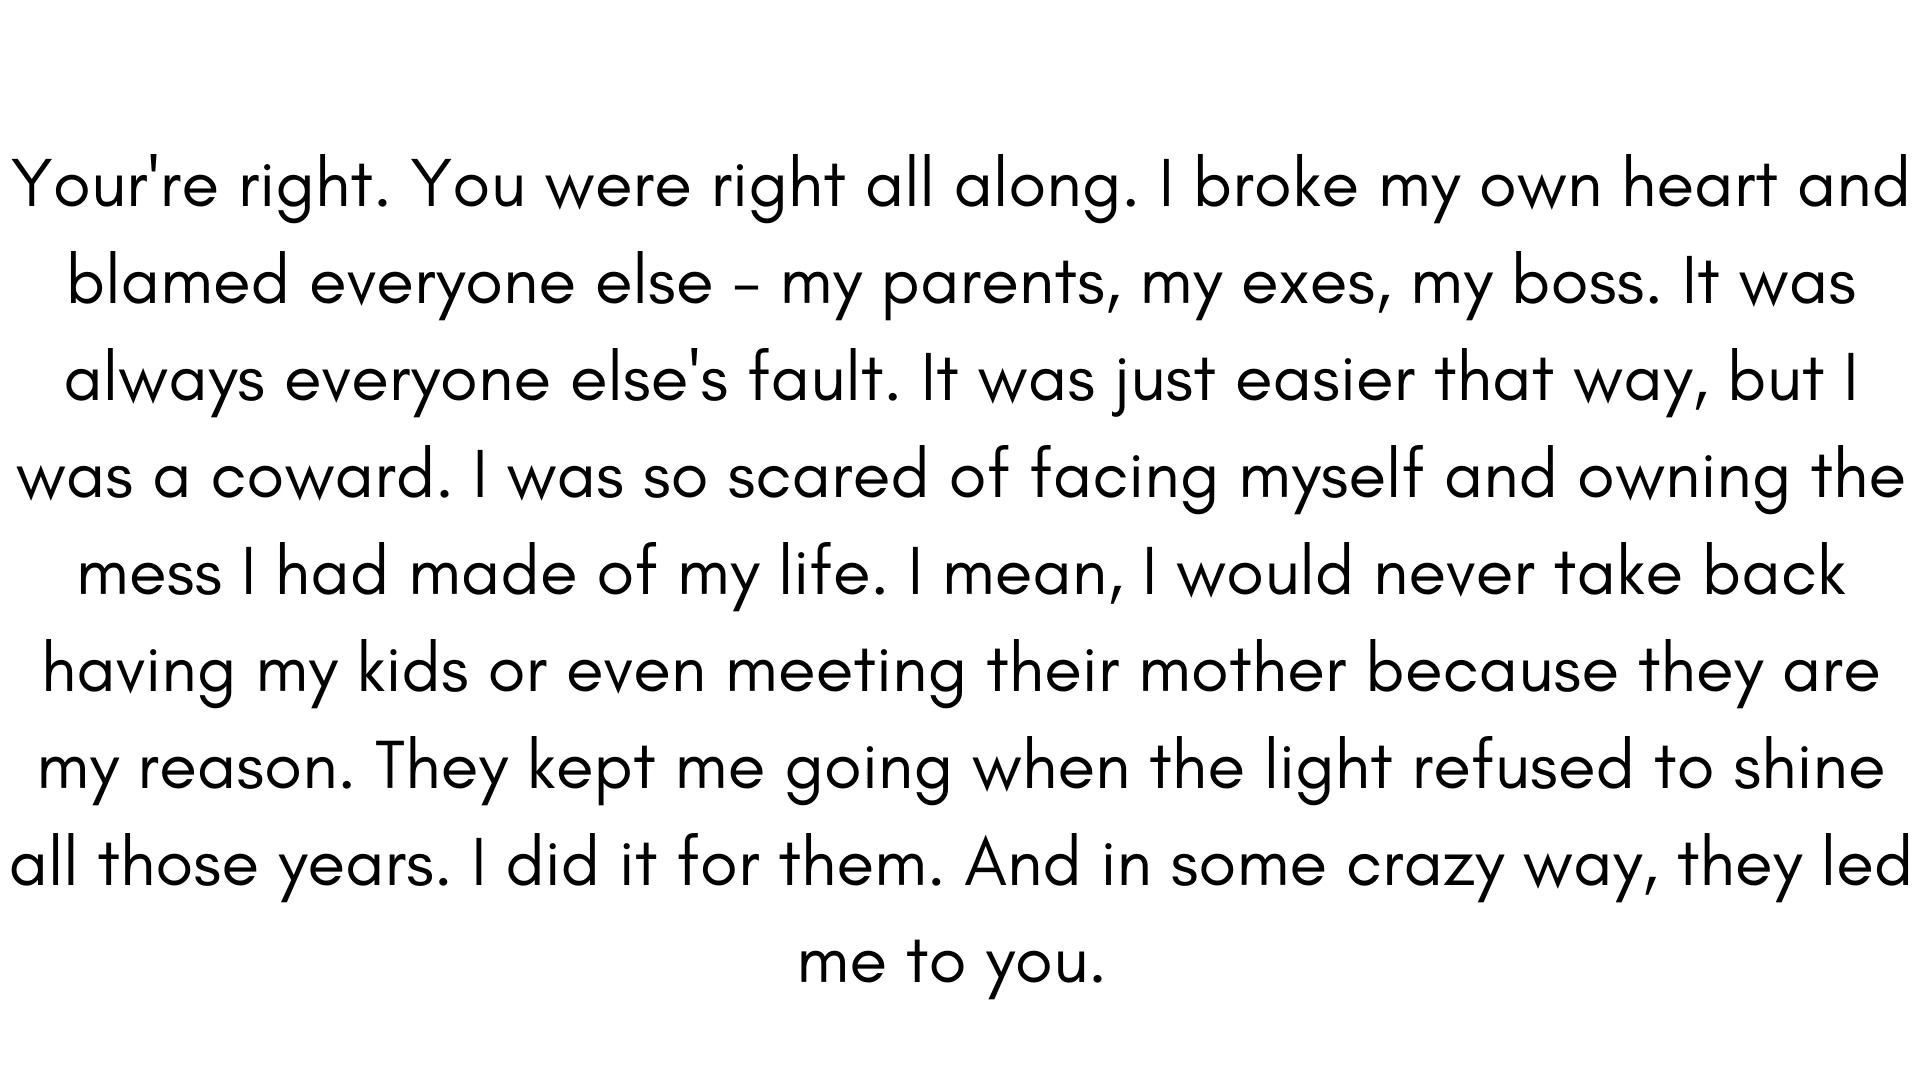 Your're right. You were right all along. I broke my own heart and
blamed everyone else - my parents, my exes, my boss. It was
always everyone else's fault. It was just easier that way, but I
was a coward. I was so scared of facing myself and owning the
mess I had made of my life. I mean, I would never take back
having my kids or even meeting their mother because they are
my reason. They kept me going when the light refused to shine
all those years. I did it for them. And in some crazy way, they led
me to you.